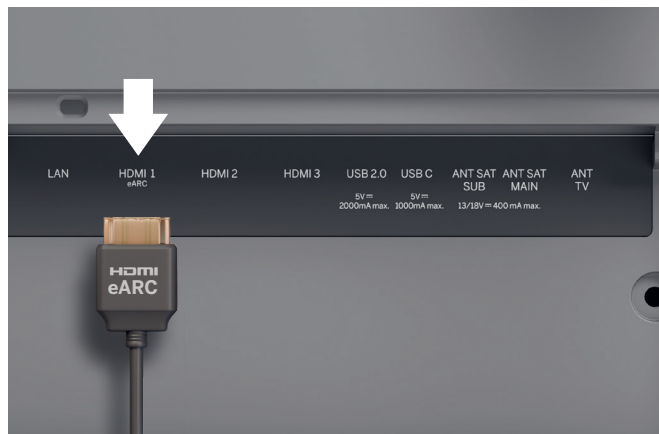 LAN
HDMI 1
eARC
HDMI 2
HDMI 3
USB 2.0
5V⎓
2000mA max.
USB C
5V⎓
1000mA max.
ANT SAT
SUB
ANT SAT
MAIN
13/18V⎓400 mA max.
ANT
TV
HDMI
eARC